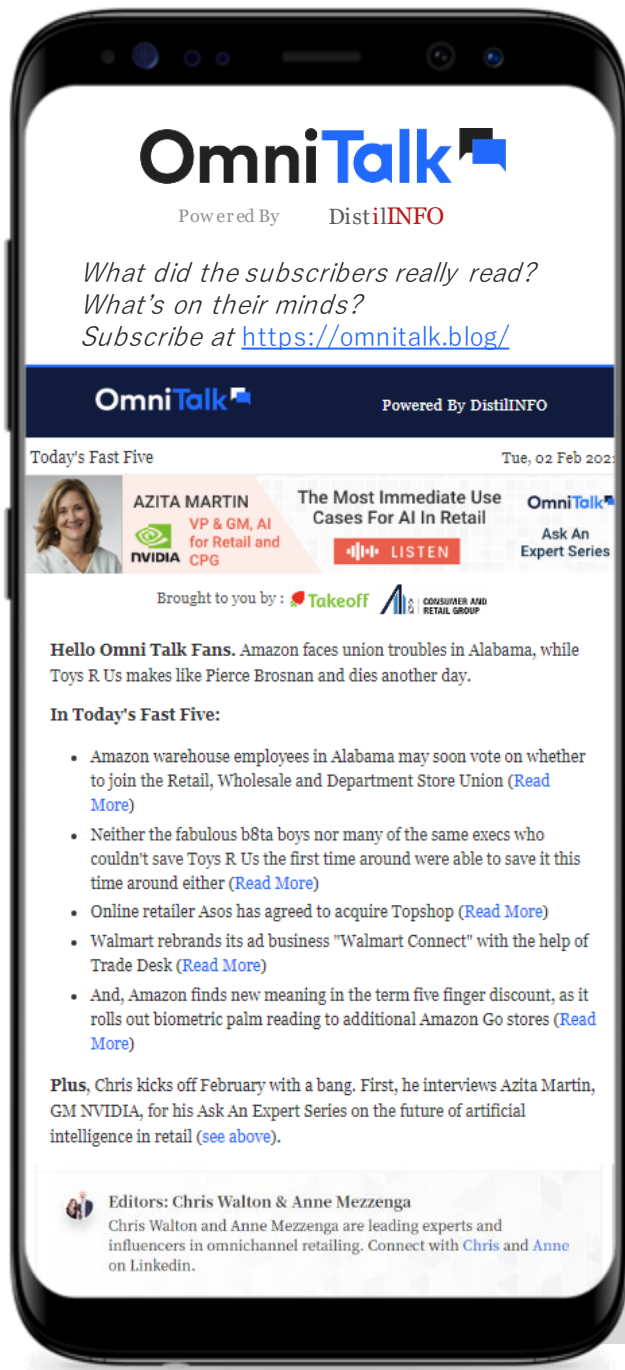 OmniTalk
Powered By DistilINFO
What did the subscribers really read?
What's on their minds?
Subscribe at https://omnitalk.blog/
OmniTalk Powered By DistilINFO
Today's Fast Five Tue, 02 Feb 202
AZITA MARTIN
VP & GM, AI
for Retail and
CPG
NVIDIA
The Most Immediate Use
Cases For AI In Retail
LISTEN
OmniTalk
Ask An
Expert Series
Brought to you by : Takeoff A&M CONSUMER AND
RETAIL GROUP
Hello Omni Talk Fans. Amazon faces union troubles in Alabama, while
Toys R Us makes like Pierce Brosnan and dies another day.
In Today's Fast Five:
• Amazon warehouse employees in Alabama may soon vote on whether
to join the Retail, Wholesale and Department Store Union (Read
More)
• Neither the fabulous b8ta boys nor many of the same execs who
couldn't save Toys R Us the first time around were able to save it this
time around either (Read More)
• Online retailer Asos has agreed to acquire Topshop (Read More)
• Walmart rebrands its ad business "Walmart Connect" with the help of
Trade Desk (Read More)
• And, Amazon finds new meaning in the term five finger discount, as it
rolls out biometric palm reading to additional Amazon Go stores (Read
More)
Plus, Chris kicks off February with a bang. First, he interviews Azita Martin,
GM NVIDIA, for his Ask An Expert Series on the future of artificial
intelligence in retail (see above).
Editors: Chris Walton & Anne Mezzenga
Chris Walton and Anne Mezzenga are leading experts and
influencers in omnichannel retailing. Connect with Chris and Anne
on Linkedin.